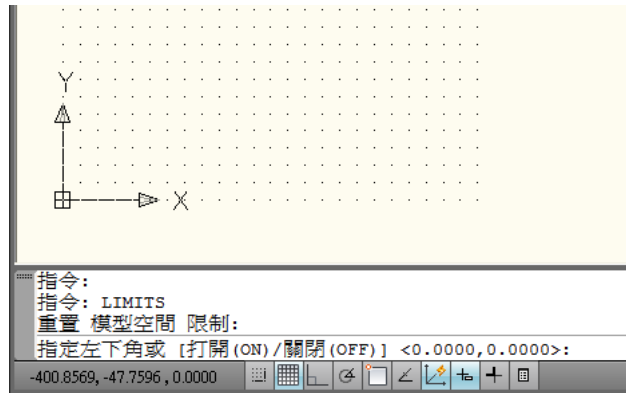 Y
X
指令:
指令: LIMITS
重置 模型空間 限制:
指定左下角或 [打開(ON)/關閉(OFF)] <0.0000,0.0000>:
-400.8569, -47.7596 , 0.0000